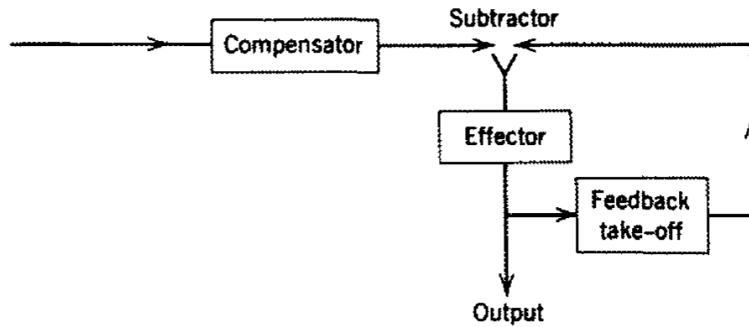 Subtractor
Compensator
Effector
Feedback
take-off
Output